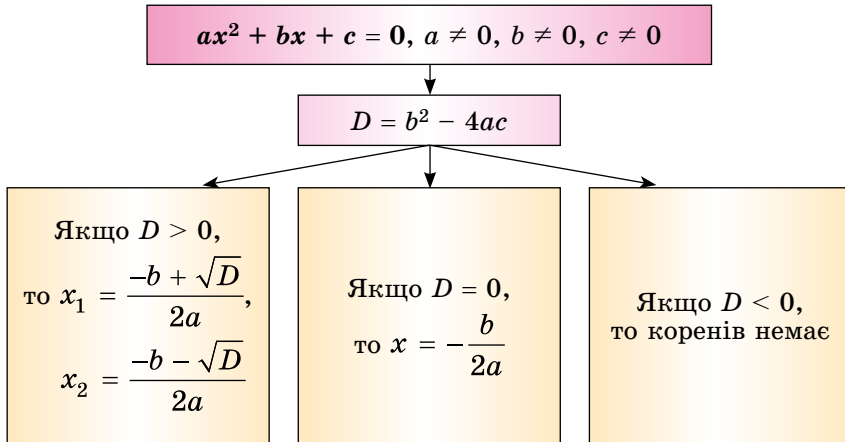 ax² + bx + c = 0, a ≠ 0, b ≠ 0, c ≠ 0
D = b² − 4ac
Якщо D > 0,
то x₁ = (−b + √D)/(2a),
x₂ = (−b − √D)/(2a)
Якщо D = 0,
то x = −b/(2a)
Якщо D < 0,
то коренів немає